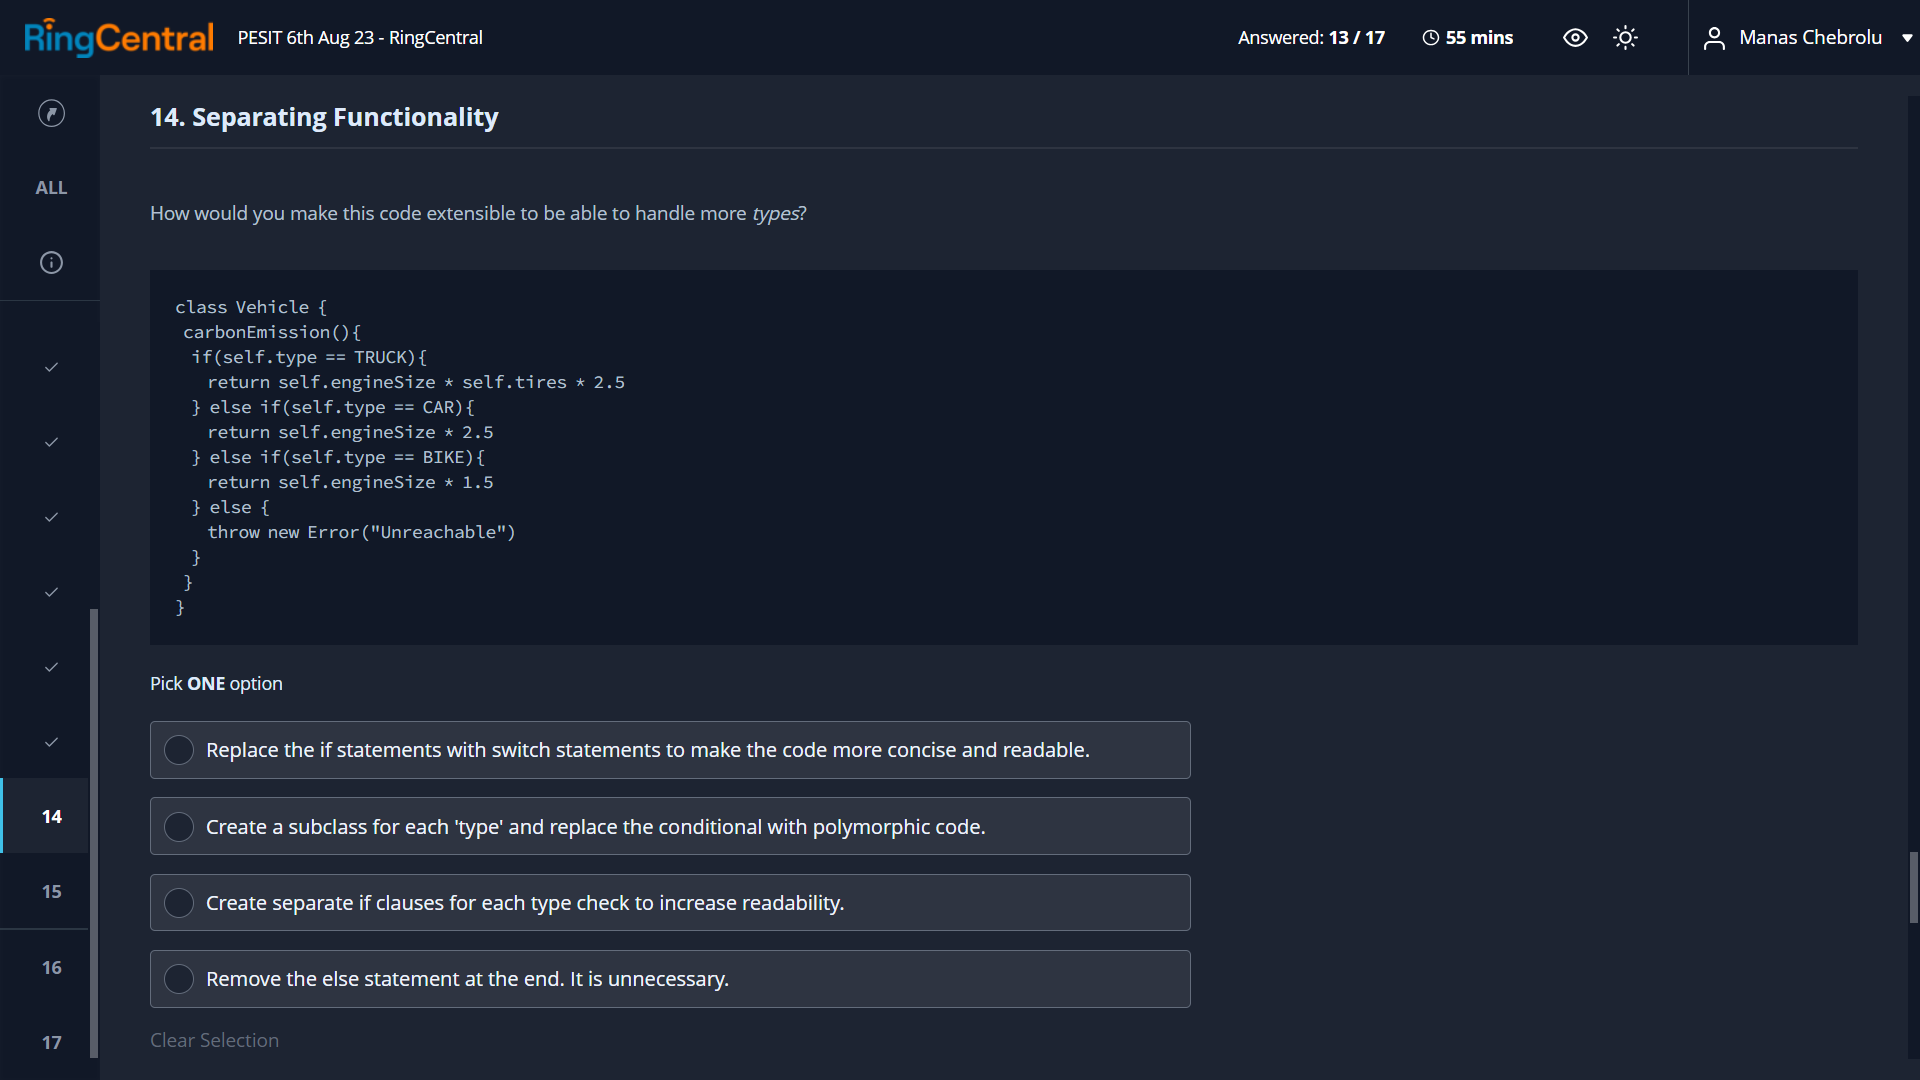 RingCentral PESIT 6th Aug 23 - RingCentral Answered: 13 / 17 55 mins Manas Chebrolu
ALL
14
15
16
17
14. Separating Functionality
How would you make this code extensible to be able to handle more types?
class Vehicle {
carbonEmission(){
if(self.type == TRUCK){
return self.engineSize * self.tires * 2.5
} else if(self.type == CAR){
return self.engineSize * 2.5
} else if(self.type == BIKE){
return self.engineSize * 1.5
} else {
throw new Error("Unreachable")
}
}
}
Pick ONE option
Replace the if statements with switch statements to make the code more concise and readable.
Create a subclass for each 'type' and replace the conditional with polymorphic code.
Create separate if clauses for each type check to increase readability.
Remove the else statement at the end. It is unnecessary.
Clear Selection